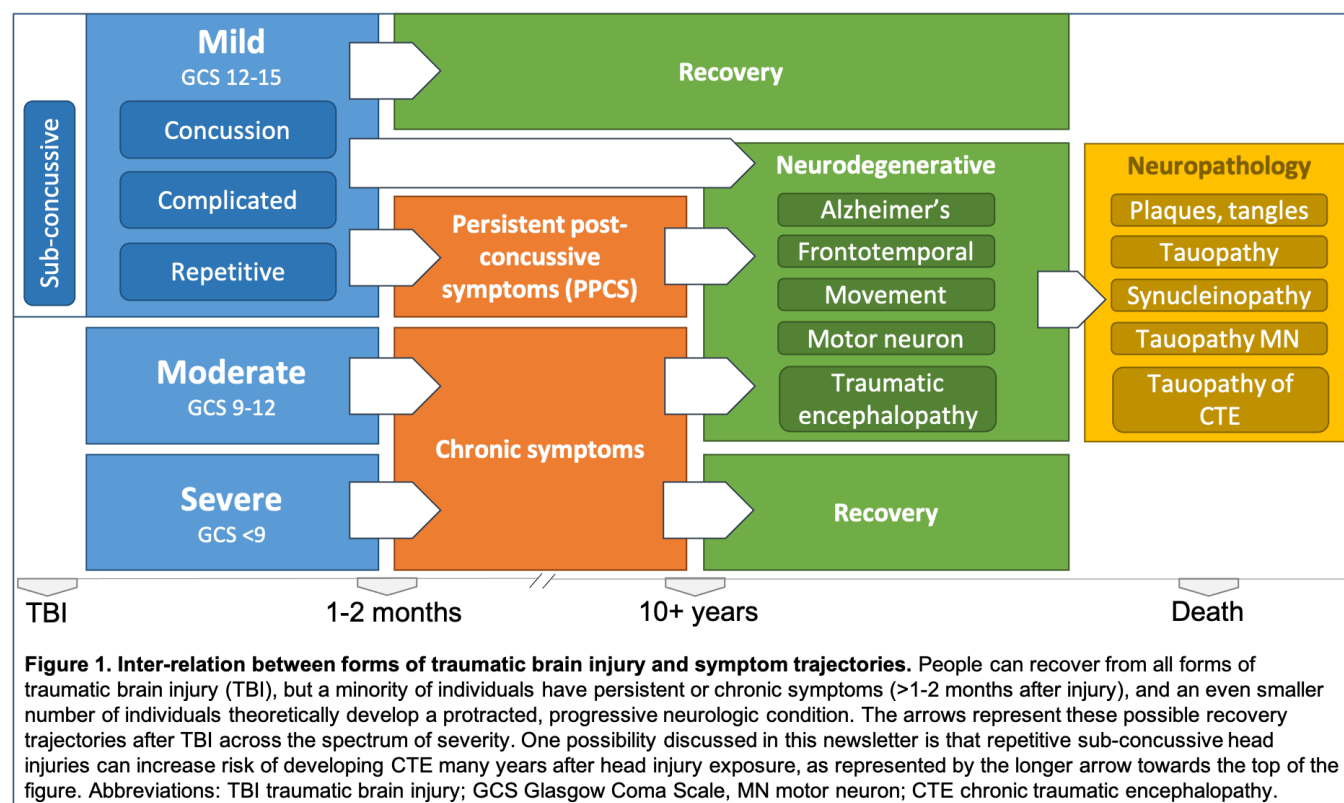 Sub-concussive
Mild
GCS 12-15
Concussion
Complicated
Repetitive
Moderate
GCS 9-12
Severe
GCS <9
Recovery
Persistent post-
concussive
symptoms (PPCS)
Chronic symptoms
Neurodegenerative
Alzheimer's
Frontotemporal
Movement
Motor neuron
Traumatic
encephalopathy
Recovery
Neuropathology
Plaques, tangles
Tauopathy
Synucleinopathy
Tauopathy MN
Tauopathy of
CTE
TBI
1-2 months
10+ years
Death
Figure 1. Inter-relation between forms of traumatic brain injury and symptom trajectories. People can recover from all forms of
traumatic brain injury (TBI), but a minority of individuals have persistent or chronic symptoms (>1-2 months after injury), and an even smaller
number of individuals theoretically develop a protracted, progressive neurologic condition. The arrows represent these possible recovery
trajectories after TBI across the spectrum of severity. One possibility discussed in this newsletter is that repetitive sub-concussive head
injuries can increase risk of developing CTE many years after head injury exposure, as represented by the longer arrow towards the top of the
figure. Abbreviations: TBI traumatic brain injury; GCS Glasgow Coma Scale, MN motor neuron; CTE chronic traumatic encephalopathy.